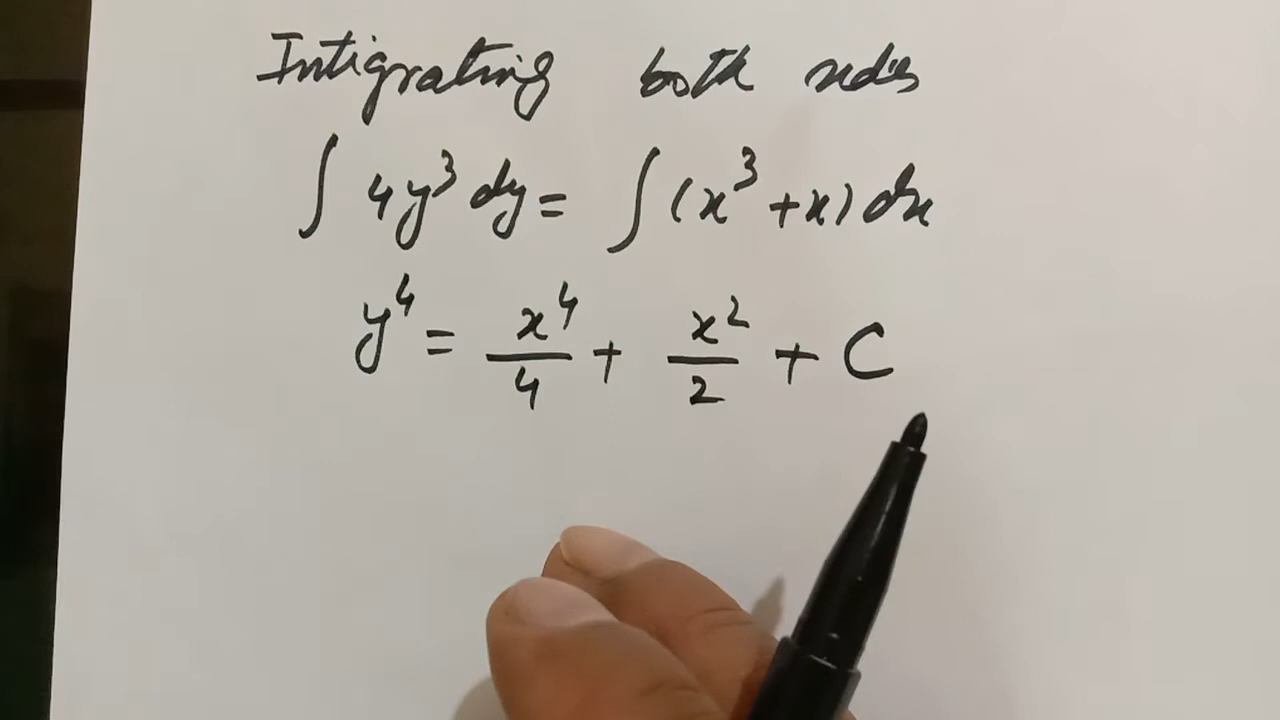 Intigrating both sides
∫ 4y³ dy = ∫ (x³ + x) dx
y⁴ = x⁴/4 + x²/2 + C